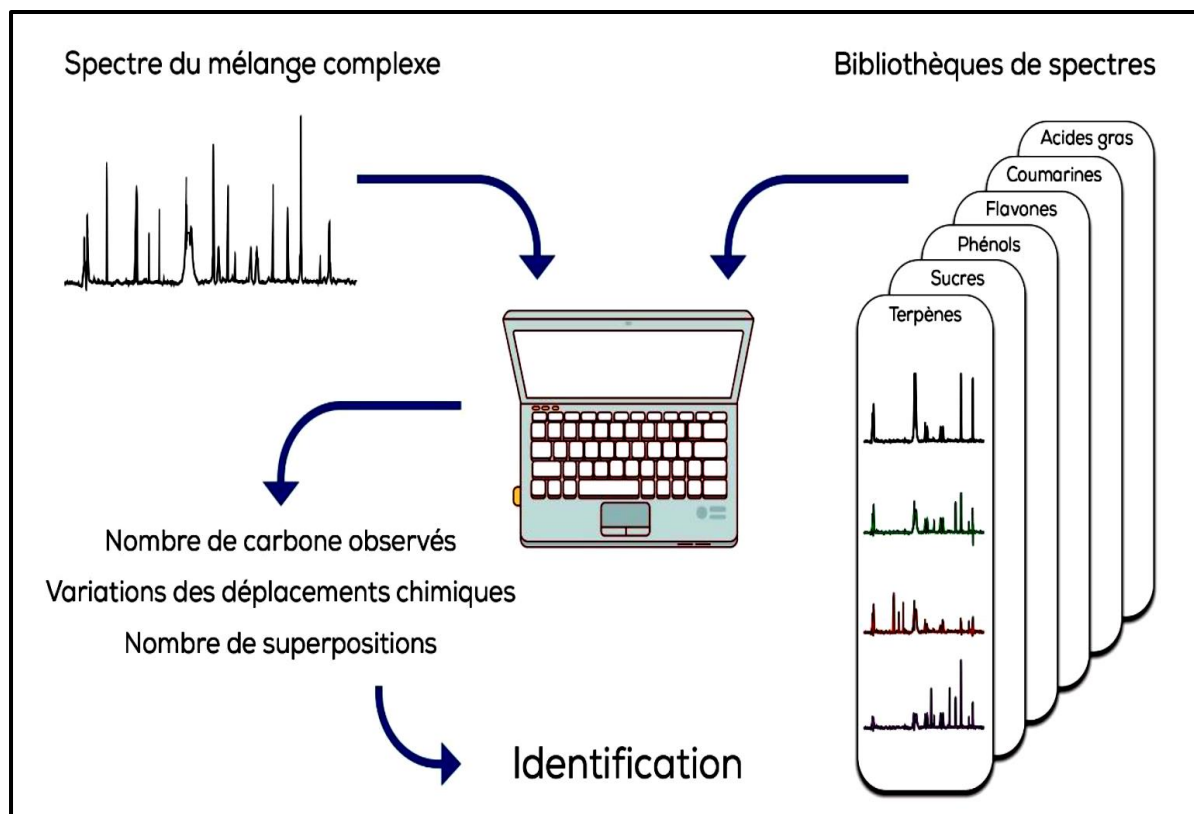 Spectre du mélange complexe
Bibliothèques de spectres
Acides gras
Coumarines
Flavones
Phénols
Sucres
Terpènes
Nombre de carbone observés
Variations des déplacements chimiques
Nombre de superpositions
Identification